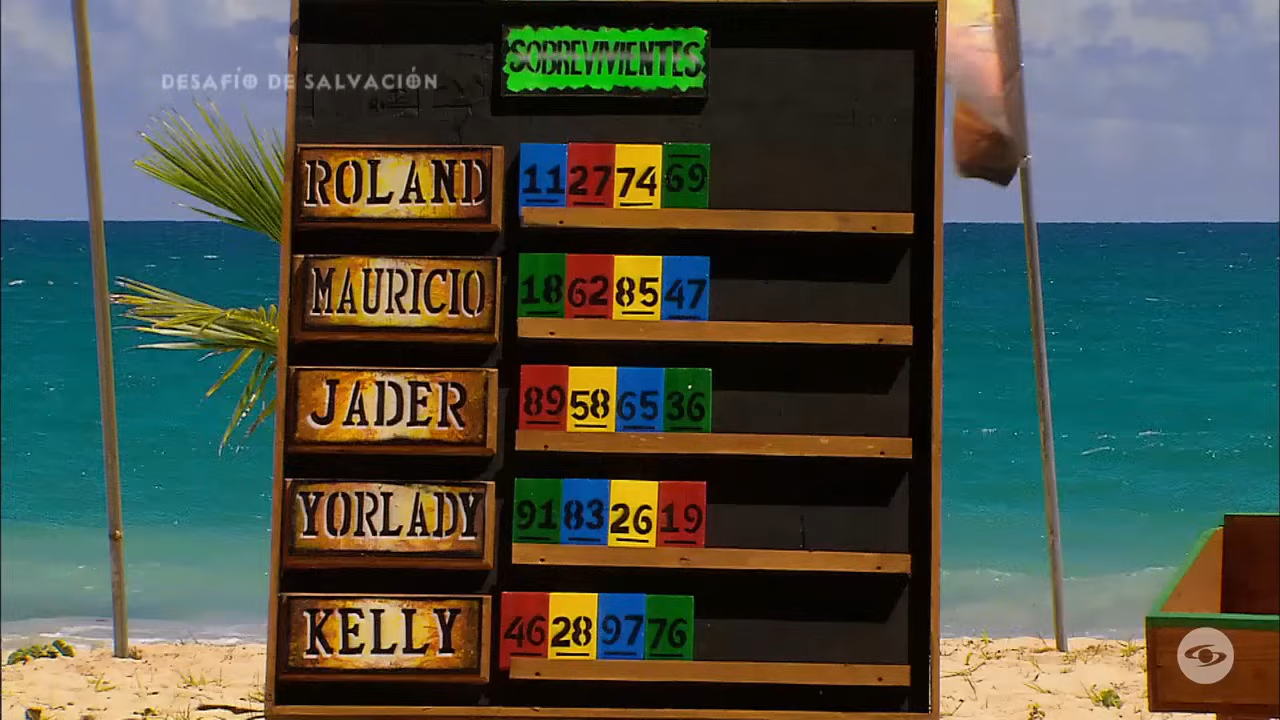 SOBREVIVIENTES
DESAFÍO DE SALVACIÓN
ROLAND 11 27 74 69
MAURICIO 18 62 85 47
JADER 89 58 65 36
YORLADY 91 83 26 19
KELLY 46 28 97 76